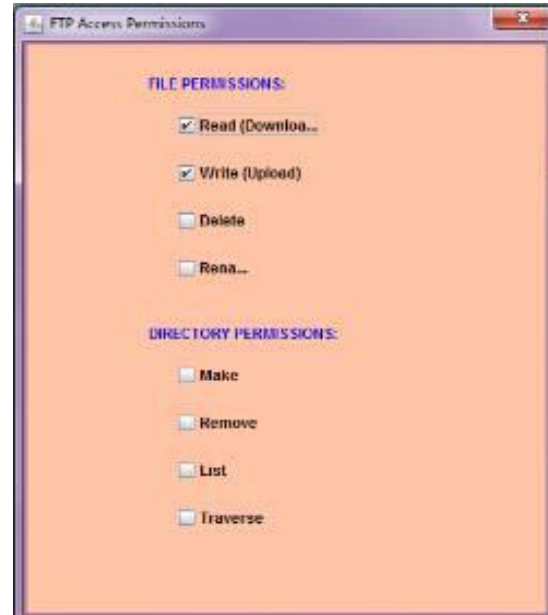 FTP Access Permissions
FILE PERMISSIONS:
Read (Downloa...
Write (Upload)
Delete
Rena...
DIRECTORY PERMISSIONS:
Make
Remove
List
Traverse